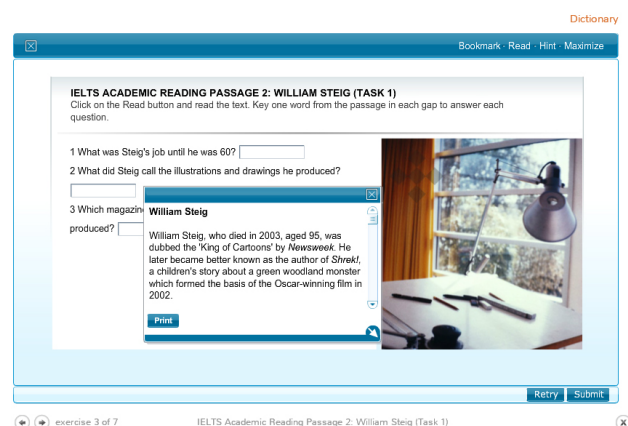 Dictionary
Bookmark · Read · Hint · Maximize
IELTS ACADEMIC READING PASSAGE 2: WILLIAM STEIG (TASK 1)
Click on the Read button and read the text. Key one word from the passage in each gap to answer each
question.
1 What was Steig's job until he was 60?
2 What did Steig call the illustrations and drawings he produced?
3 Which magazin
produced?
William Steig
William Steig, who died in 2003, aged 95, was
dubbed the 'King of Cartoons' by Newsweek. He
later became better known as the author of Shrek!,
a children's story about a green woodland monster
which formed the basis of the Oscar-winning film in
2002.
Print
Retry Submit
exercise 3 of 7 IELTS Academic Reading Passage 2: William Steig (Task 1) x